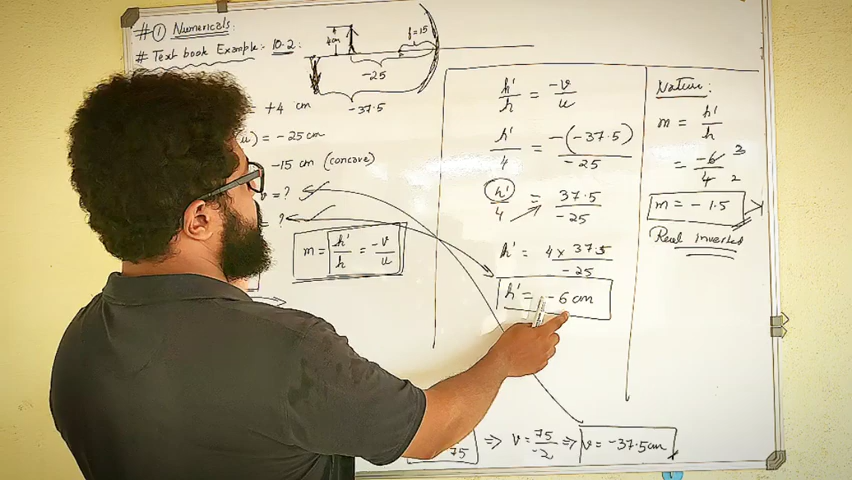 #① Numericals:
# Text book Example: 10.2:
4cm
f=15
-25
-37.5
+4 cm
u) = -25 cm
-15 cm (concave)
v = ?
= ?
m = h'/h = -v/u
h'/h = -v/u
h'/4 = -(-37.5)/-25
h'/4 = 37.5/-25
h' = 4 x 37.5/-25
h' = -6 cm
75 ⇒ v = 75/-2 ⇒ v = -37.5cm
Nature:
m = h'/h
= -6/4 3 2
m = -1.5
Real inverted